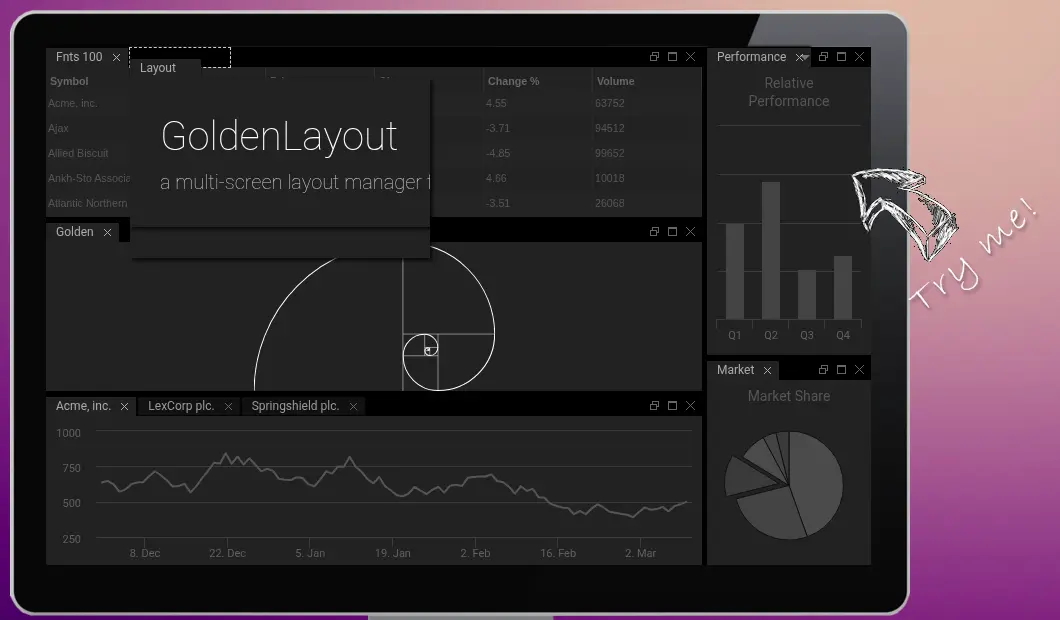 Fnts 100
Layout
Performance
Symbol
Change %
Volume
Acme, inc.
4.55
63752
Ajax
-3.71
94512
Allied Biscuit
-4.85
99652
Ankh-Sto Associa
4.66
10018
Atlantic Northern
-3.51
26068
GoldenLayout
a multi-screen layout manager
Relative
Performance
Q1
Q2
Q3
Q4
Try me!
Golden
Market
Market Share
Acme, inc.
LexCorp plc.
Springshield plc.
1000
750
500
250
8. Dec
22. Dec
5. Jan
19. Jan
2. Feb
16. Feb
2. Mar